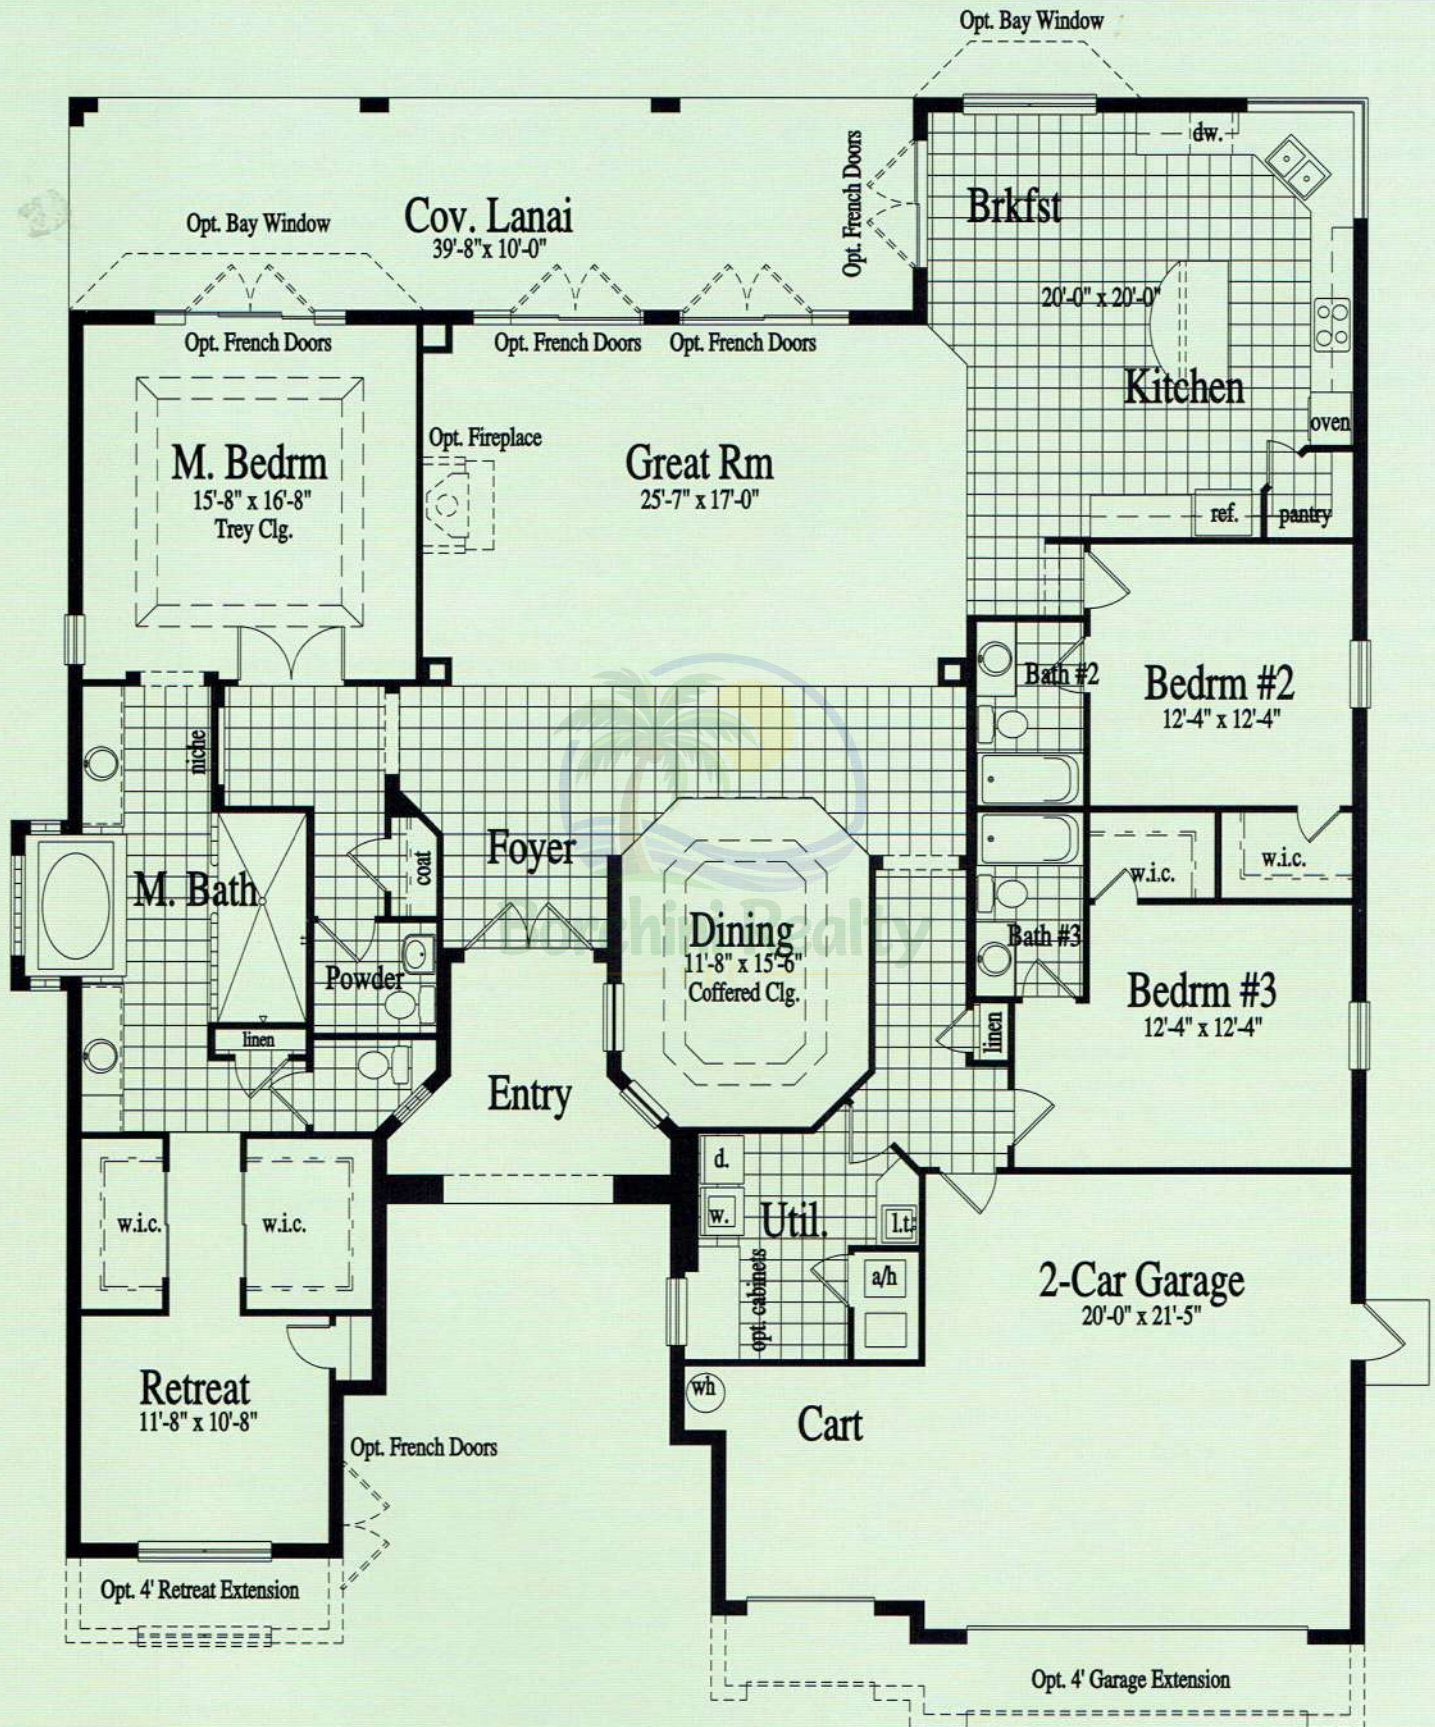 Opt. Bay Window
dw.
Opt. French Doors
Brkfst
Cov. Lanai
39'-8"x 10'-0"
Opt. Bay Window
20'-0" x 20'-0"
Opt. French Doors
Opt. French Doors
Opt. French Doors
Kitchen
oven
Opt. Fireplace
M. Bedrm
15'-8" x 16'-8"
Trey Clg.
Great Rm
25'-7" x 17'-0"
ref.
pantry
Bath #2
Bedrm #2
12'-4" x 12'-4"
niche
Foyer
coat
w.i.c.
w.i.c.
M. Bath
Borchini Realty
Dining
11'-8" x 15'-6"
Coffered Clg.
Bath #3
Powder
Bedrm #3
12'-4" x 12'-4"
linen
linen
Entry
d.
w.
Util.
l.t.
w.i.c.
w.i.c.
opt. cabinets
a/h
2-Car Garage
20'-0" x 21'-5"
Retreat
11'-8" x 10'-8"
wh
Cart
Opt. French Doors
Opt. 4' Retreat Extension
Opt. 4' Garage Extension